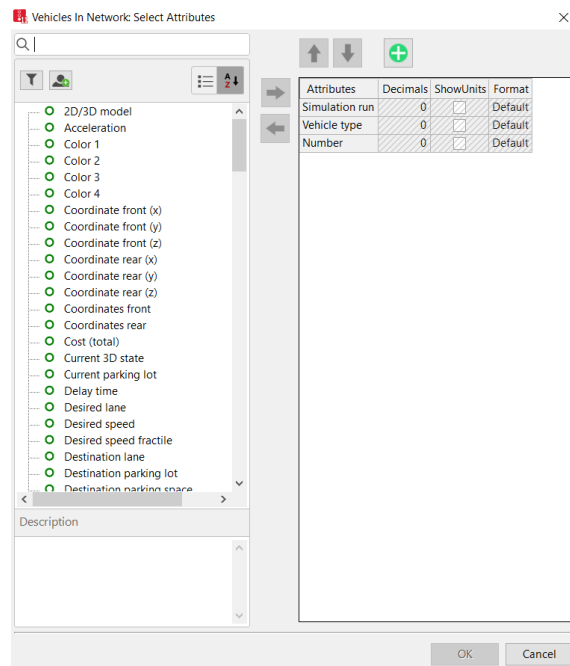 Vehicles In Network: Select Attributes
Attributes Decimals ShowUnits Format
Simulation run 0 Default
Vehicle type 0 Default
Number 0 Default
2D/3D model
Acceleration
Color 1
Color 2
Color 3
Color 4
Coordinate front (x)
Coordinate front (y)
Coordinate front (z)
Coordinate rear (x)
Coordinate rear (y)
Coordinate rear (z)
Coordinates front
Coordinates rear
Cost (total)
Current 3D state
Current parking lot
Delay time
Desired lane
Desired speed
Desired speed fractile
Destination lane
Destination parking lot
Destination parking space
Description
OK Cancel